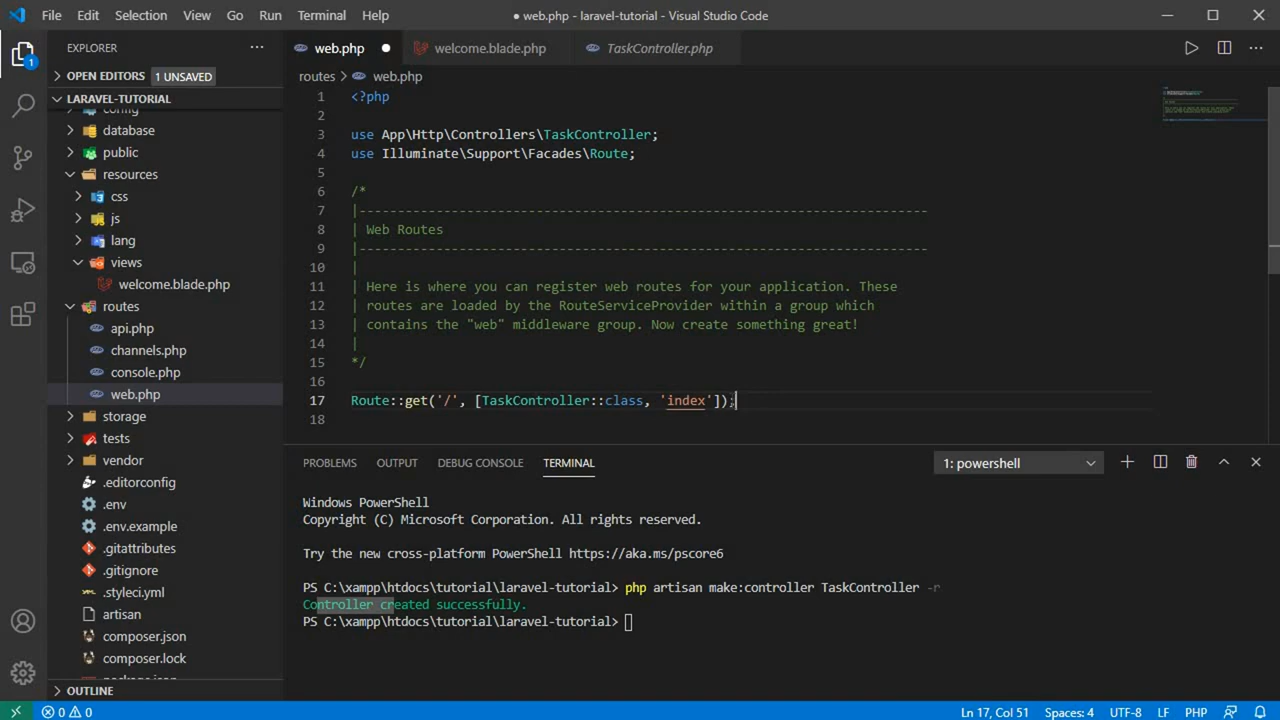 File Edit Selection View Go Run Terminal Help
● web.php - laravel-tutorial - Visual Studio Code
EXPLORER
OPEN EDITORS 1 UNSAVED
LARAVEL-TUTORIAL
config
database
public
resources
css
js
lang
views
welcome.blade.php
routes
api.php
channels.php
console.php
web.php
storage
tests
vendor
.editorconfig
.env
.env.example
.gitattributes
.gitignore
.styleci.yml
artisan
composer.json
composer.lock
package.json
OUTLINE
1
web.php ● welcome.blade.php TaskController.php
routes > web.php
1 <?php
2
3 use App\Http\Controllers\TaskController;
4 use Illuminate\Support\Facades\Route;
5
6 /*
7 |--------------------------------------------------------------------------
8 | Web Routes
9 |--------------------------------------------------------------------------
10 |
11 | Here is where you can register web routes for your application. These
12 | routes are loaded by the RouteServiceProvider within a group which
13 | contains the "web" middleware group. Now create something great!
14 |
15 */
16
17 Route::get('/', [TaskController::class, 'index']);
18
PROBLEMS OUTPUT DEBUG CONSOLE TERMINAL
1: powershell
Windows PowerShell
Copyright (C) Microsoft Corporation. All rights reserved.
Try the new cross-platform PowerShell https://aka.ms/pscore6
PS C:\xampp\htdocs\tutorial\laravel-tutorial> php artisan make:controller TaskController -r
Controller created successfully.
PS C:\xampp\htdocs\tutorial\laravel-tutorial>
0 0
Ln 17, Col 51 Spaces: 4 UTF-8 LF PHP